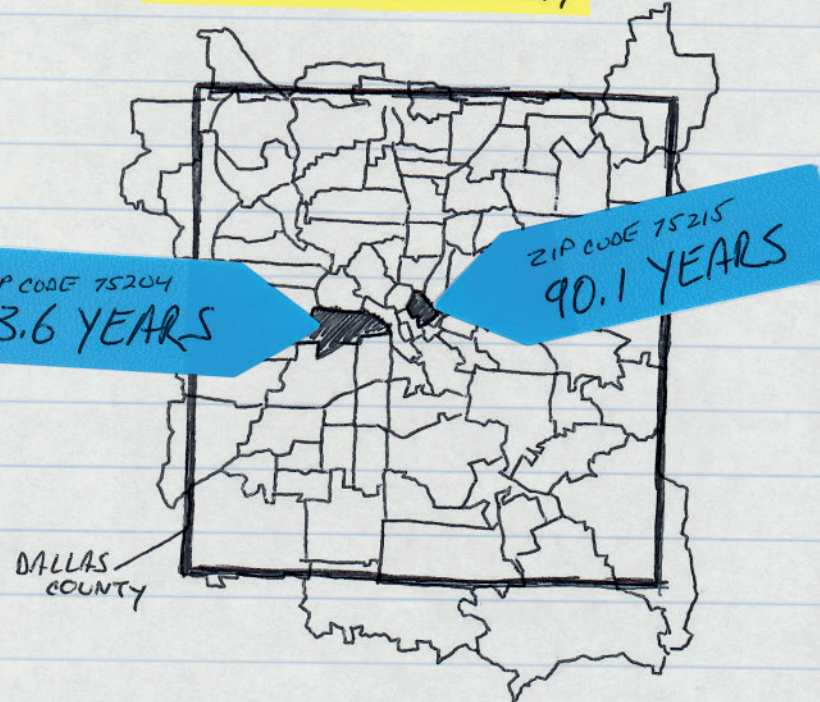 CODE 75204
3.6 YEARS
ZIP CODE 75215
90.1 YEARS
DALLAS
COUNTY